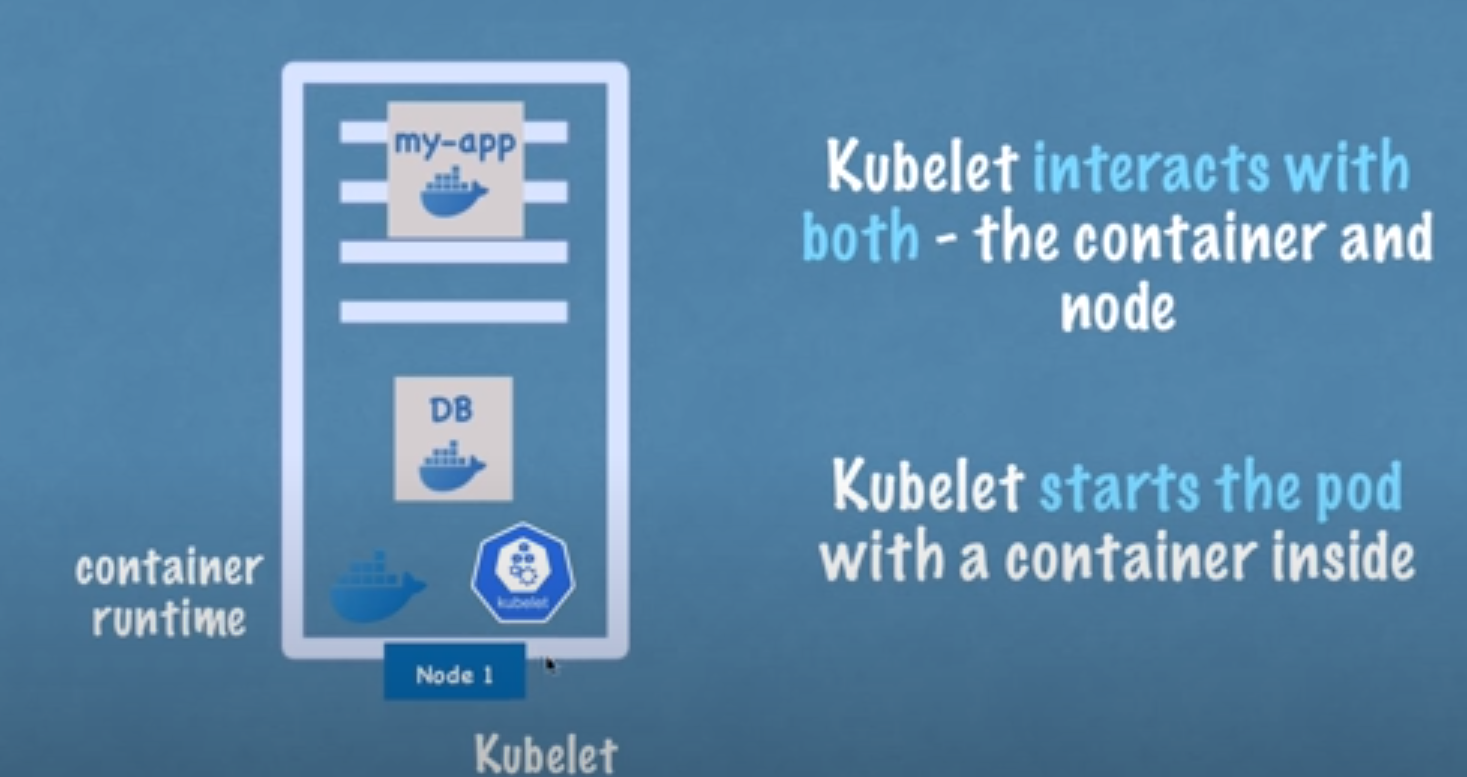 my-app
DB
kubelet
container
runtime
Node 1
Kubelet
Kubelet interacts with
both - the container and
node
Kubelet starts the pod
with a container inside